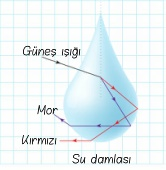 Güneş ışığı
Mor
Kırmızı
Su damlası